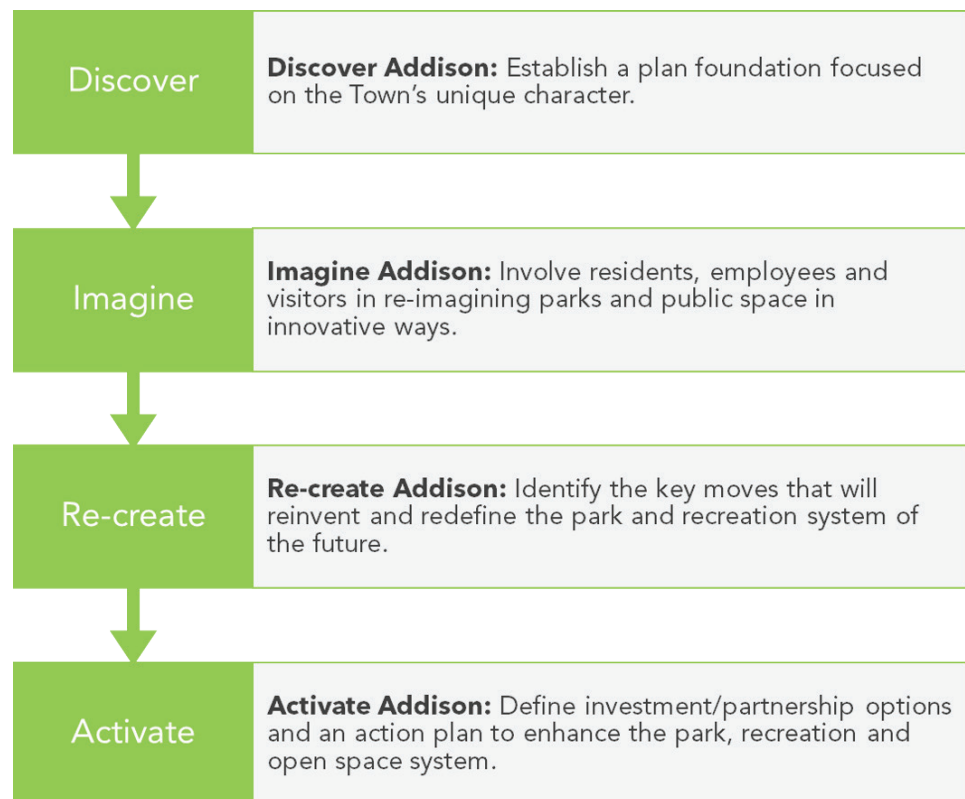 Discover
Discover Addison: Establish a plan foundation focused
on the Town’s unique character.
Imagine
Imagine Addison: Involve residents, employees and
visitors in re-imagining parks and public space in
innovative ways.
Re-create
Re-create Addison: Identify the key moves that will
reinvent and redefine the park and recreation system of
the future.
Activate
Activate Addison: Define investment/partnership options
and an action plan to enhance the park, recreation and
open space system.